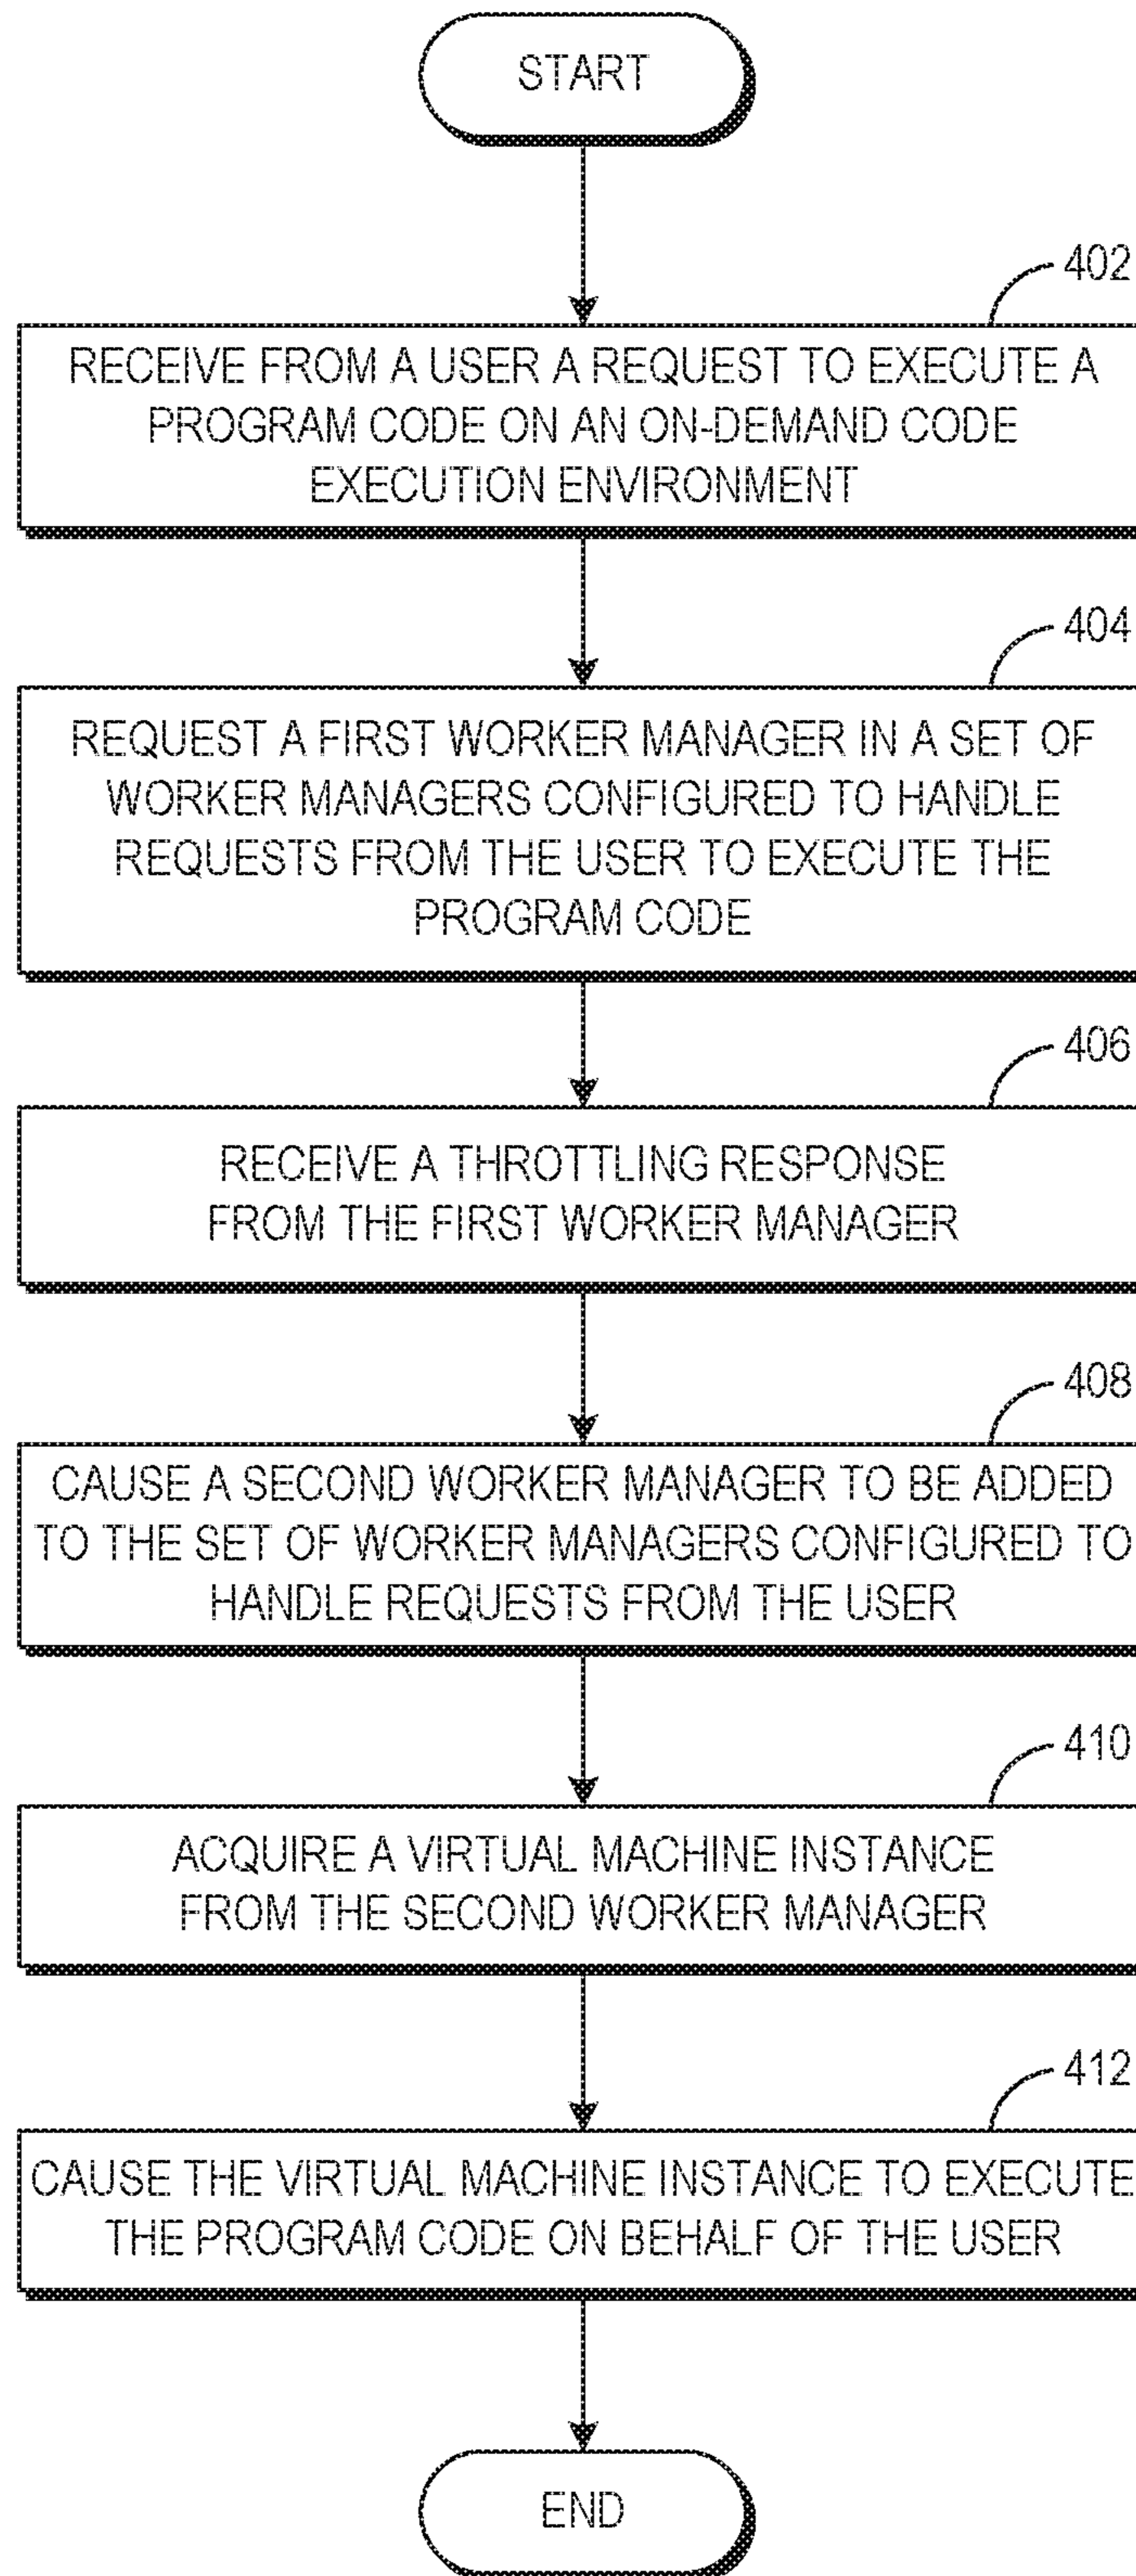 START
402
RECEIVE FROM A USER A REQUEST TO EXECUTE A
PROGRAM CODE ON AN ON-DEMAND CODE
EXECUTION ENVIRONMENT
404
REQUEST A FIRST WORKER MANAGER IN A SET OF
WORKER MANAGERS CONFIGURED TO HANDLE
REQUESTS FROM THE USER TO EXECUTE THE
PROGRAM CODE
406
RECEIVE A THROTTLING RESPONSE
FROM THE FIRST WORKER MANAGER
408
CAUSE A SECOND WORKER MANAGER TO BE ADDED
TO THE SET OF WORKER MANAGERS CONFIGURED TO
HANDLE REQUESTS FROM THE USER
410
ACQUIRE A VIRTUAL MACHINE INSTANCE
FROM THE SECOND WORKER MANAGER
412
CAUSE THE VIRTUAL MACHINE INSTANCE TO EXECUTE
THE PROGRAM CODE ON BEHALF OF THE USER
END